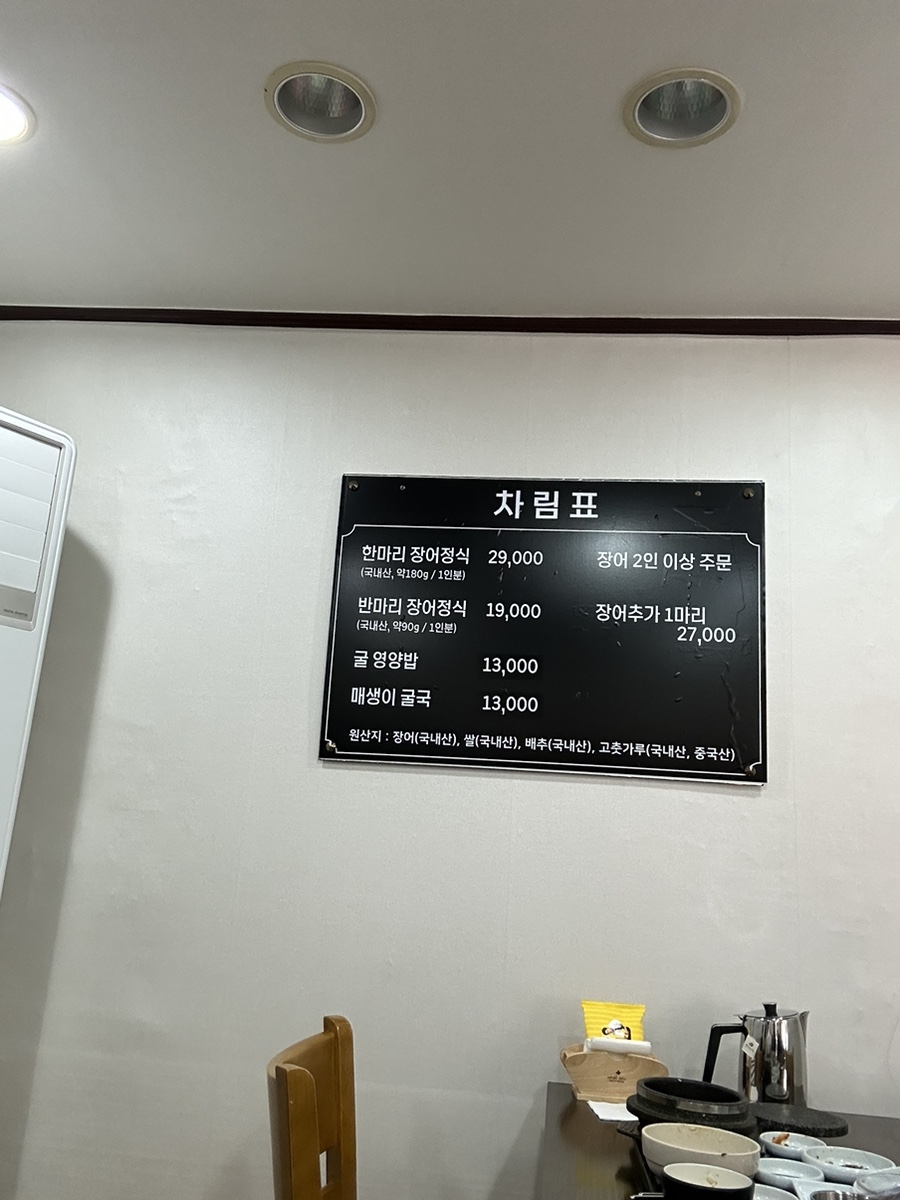 차림표
한마리 장어정식 29,000
(국내산, 약180g / 1인분)
반마리 장어정식 19,000
(국내산, 약90g / 1인분)
굴 영양밥 13,000
매생이 굴국 13,000
장어 2인 이상 주문
장어추가 1마리
27,000
원산지 : 장어(국내산), 쌀(국내산), 배추(국내산), 고춧가루(국내산, 중국산)